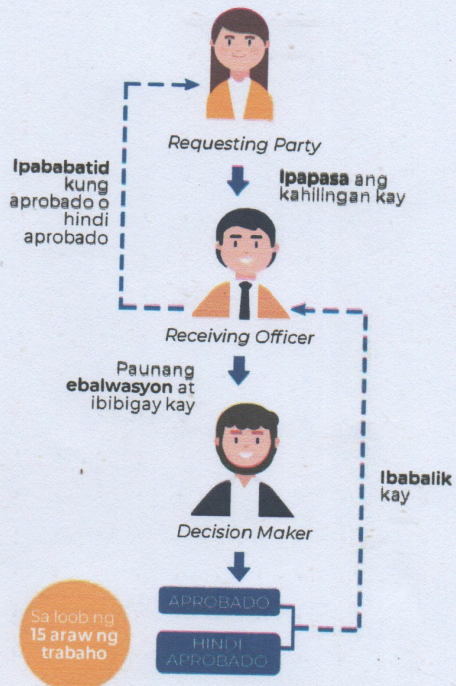 Requesting Party
Ipapasa ang
kahilingan kay
Ipababatid
kung
aprobado o
hindi
aprobado
Receiving Officer
Paunang
ebalwasyon at
ibibigay kay
Ibabalik
kay
Decision Maker
APROBADO
HINDI
APROBADO
Sa loob ng
15 araw ng
trabaho